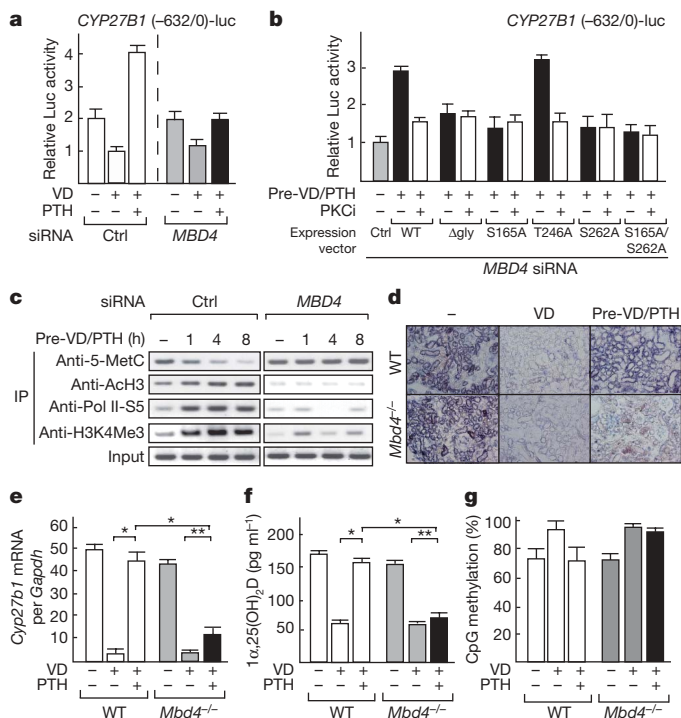 a
CYP27B1 (–632/0)-luc
Relative Luc activity
4
3
2
1
VD – + + – + +
PTH – – + – – +
siRNA Ctrl MBD4
b
CYP27B1 (–632/0)-luc
Relative Luc activity
3
2
1
Pre-VD/PTH – + + + + + + + + + + + +
PKCi – – + – + – + – + – + – +
Expression vector Ctrl WT Δgly S165A T246A S262A S165A/S262A
MBD4 siRNA
c
siRNA Ctrl MBD4
Pre-VD/PTH (h) – 1 4 8 – 1 4 8
IP
Anti-5-MetC
Anti-AcH3
Anti-Pol II-S5
Anti-H3K4Me3
Input
d
– VD Pre-VD/PTH
WT
Mbd4–/–
e
Cyp27b1 mRNA
per Gapdh
60
50
40
30
20
10
* * **
VD – + + – + +
PTH – – + – – +
WT Mbd4–/–
f
1α,25(OH)2D (pg ml–1)
200
150
100
50
* * **
VD – + + – + +
PTH – – + – – +
WT Mbd4–/–
g
CpG methylation (%)
100
80
60
40
20
0
VD – + + – + +
PTH – – + – – +
WT Mbd4–/–